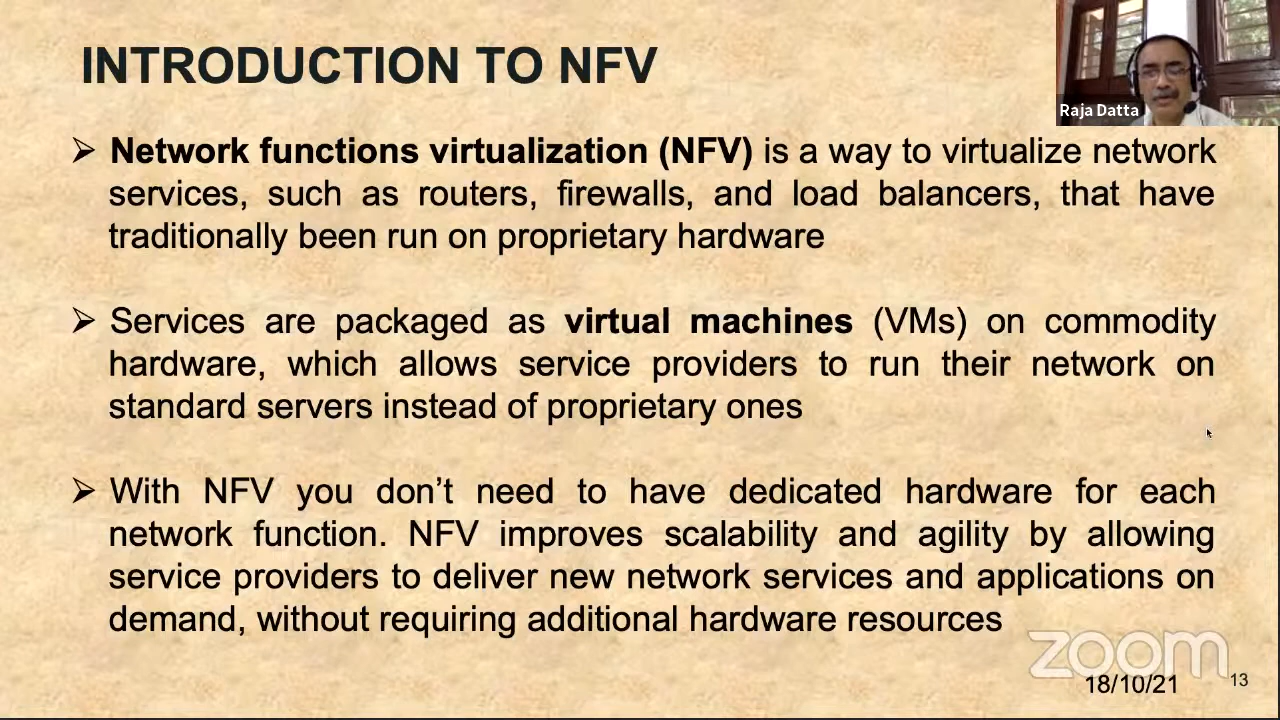 INTRODUCTION TO NFV
Raja Datta
➢ Network functions virtualization (NFV) is a way to virtualize network
services, such as routers, firewalls, and load balancers, that have
traditionally been run on proprietary hardware
➢ Services are packaged as virtual machines (VMs) on commodity
hardware, which allows service providers to run their network on
standard servers instead of proprietary ones
➢ With NFV you don’t need to have dedicated hardware for each
network function. NFV improves scalability and agility by allowing
service providers to deliver new network services and applications on
demand, without requiring additional hardware resources
zoom
18/10/21
13